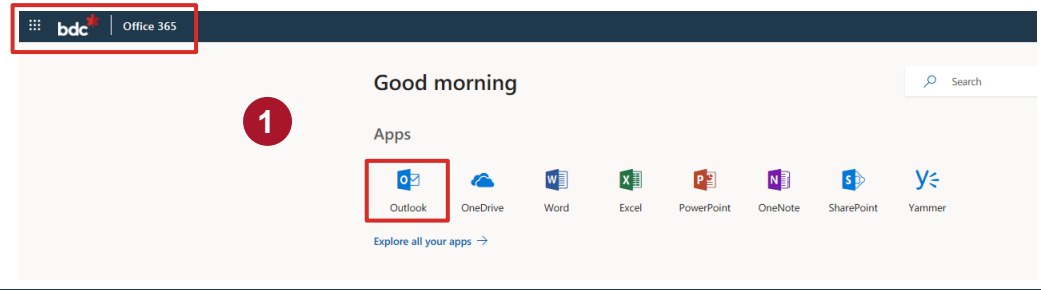 bdc* Office 365
Good morning
Search
1
Apps
Outlook OneDrive Word Excel PowerPoint OneNote SharePoint Yammer
Explore all your apps →